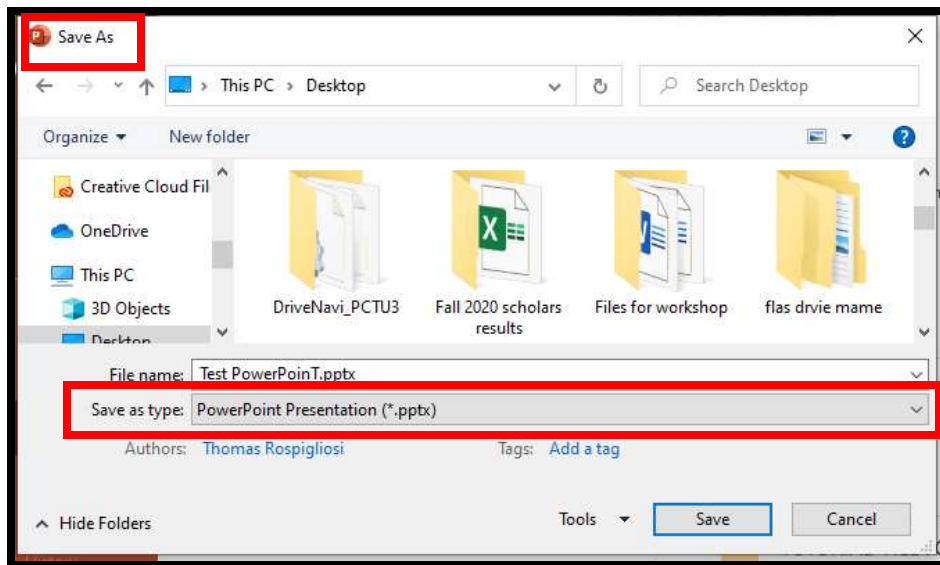 Save As
This PC > Desktop
Search Desktop
Organize
New folder
Creative Cloud Fil
OneDrive
This PC
3D Objects
Desktop
DriveNavi_PCTU3
Fall 2020 scholars
results
Files for workshop
flas drvie mame
File name: Test PowerPoinT.pptx
Save as type: PowerPoint Presentation (*.pptx)
Authors: Thomas Rospigliosi
Tags: Add a tag
Hide Folders
Tools
Save
Cancel